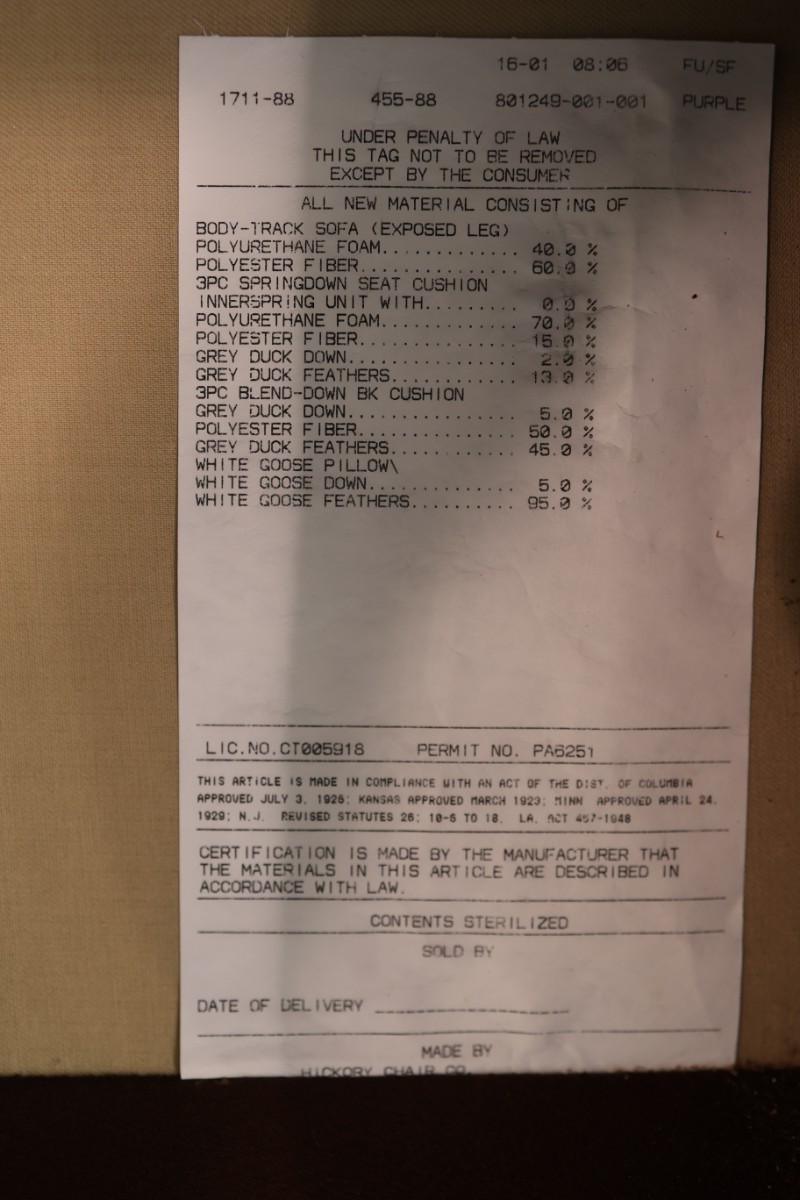 16-01 08:06 FU/SF
1711-88 455-88 801249-001-001 PURPLE
UNDER PENALTY OF LAW
THIS TAG NOT TO BE REMOVED
EXCEPT BY THE CONSUMER
ALL NEW MATERIAL CONSISTING OF
BODY-TRACK SOFA (EXPOSED LEG)
POLYURETHANE FOAM............. 40.0 %
POLYESTER FIBER............... 60.0 %
3PC SPRINGDOWN SEAT CUSHION
INNERSPRING UNIT WITH......... 0.0 %
POLYURETHANE FOAM............. 70.0 %
POLYESTER FIBER............... 15.0 %
GREY DUCK DOWN................ 2.0 %
GREY DUCK FEATHERS............ 13.0 %
3PC BLEND-DOWN BK CUSHION
GREY DUCK DOWN................ 5.0 %
POLYESTER FIBER............... 50.0 %
GREY DUCK FEATHERS............ 45.0 %
WHITE GOOSE PILLOW\
WHITE GOOSE DOWN.............. 5.0 %
WHITE GOOSE FEATHERS.......... 95.0 %
LIC.NO.CT005918 PERMIT NO. PA6251
THIS ARTICLE IS MADE IN COMPLIANCE WITH AN ACT OF THE DIST. OF COLUMBIA
APPROVED JULY 3, 1926; KANSAS APPROVED MARCH 1923; MINN APPROVED APRIL 24,
1929; N.J. REVISED STATUTES 26; 10-6 TO 18. LA. ACT 457-1948
CERTIFICATION IS MADE BY THE MANUFACTURER THAT
THE MATERIALS IN THIS ARTICLE ARE DESCRIBED IN
ACCORDANCE WITH LAW.
CONTENTS STERILIZED
SOLD BY
DATE OF DELIVERY
MADE BY
HICKORY CHAIR CO.